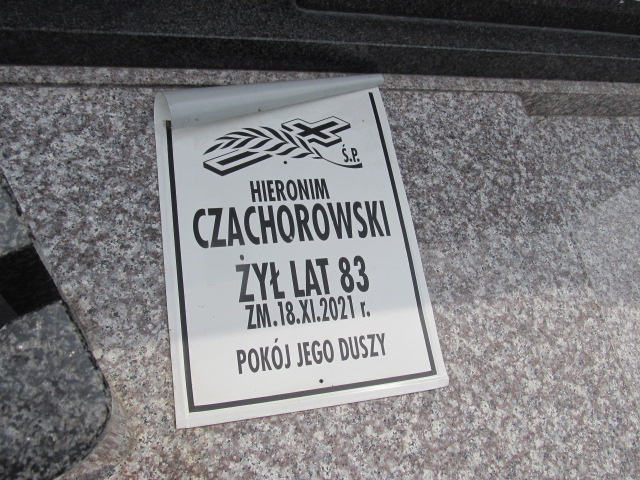 Ś.P.
HIERONIM
CZACHOROWSKI
ŻYŁ LAT 83
ZM.18.XI.2021 r.
POKÓJ JEGO DUSZY